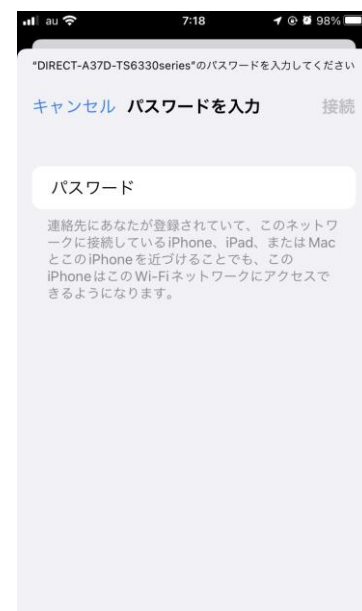 au 7:18 98%
"DIRECT-A37D-TS6330series"のパスワードを入力してください
キャンセル パスワードを入力 接続
パスワード
連絡先にあなたが登録されていて、このネットワ
ークに接続しているiPhone、iPad、またはMac
とこのiPhoneを近づけることでも、この
iPhoneはこのWi-Fiネットワークにアクセスで
きるようになります。